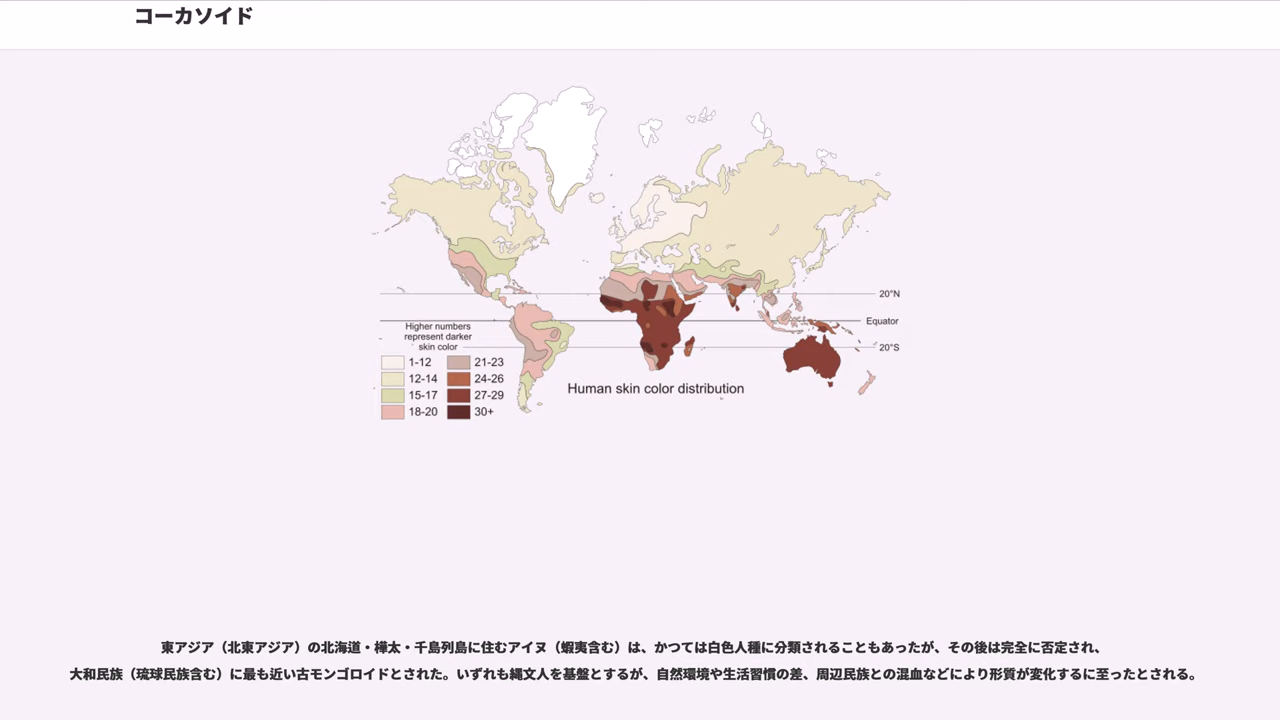 コーカソイド
20°N
Equator
20°S
Higher numbers
represent darker
skin color
1-12
12-14
15-17
18-20
21-23
24-26
27-29
30+
Human skin color distribution
東アジア（北東アジア）の北海道・樺太・千島列島に住むアイヌ（蝦夷含む）は、かつては白色人種に分類されることもあったが、その後は完全に否定され、
大和民族（琉球民族含む）に最も近い古モンゴロイドとされた。いずれも縄文人を基盤とするが、自然環境や生活習慣の差、周辺民族との混血などにより形質が変化するに至ったとされる。